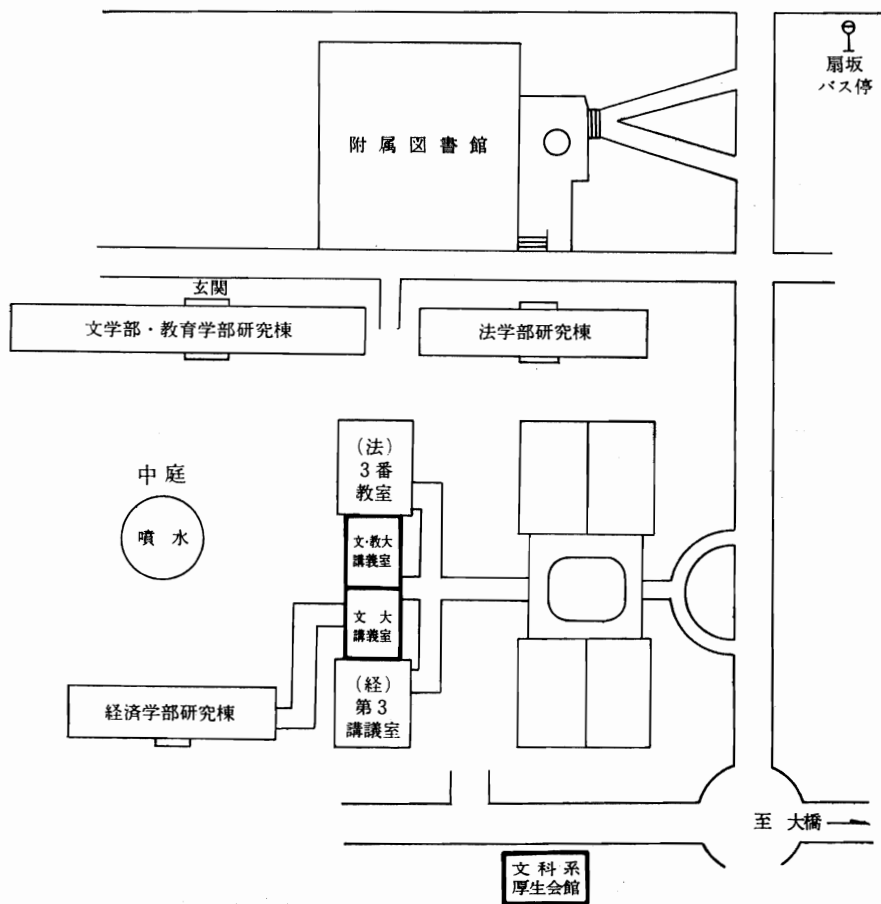 扇坂
バス停
附属図書館
玄関
文学部・教育学部研究棟
法学部研究棟
(法)
3番
教室
中庭
噴水
文・教大
講義室
文大
講義室
(経)
第3
講議室
経済学部研究棟
至 大橋
文科系
厚生会館